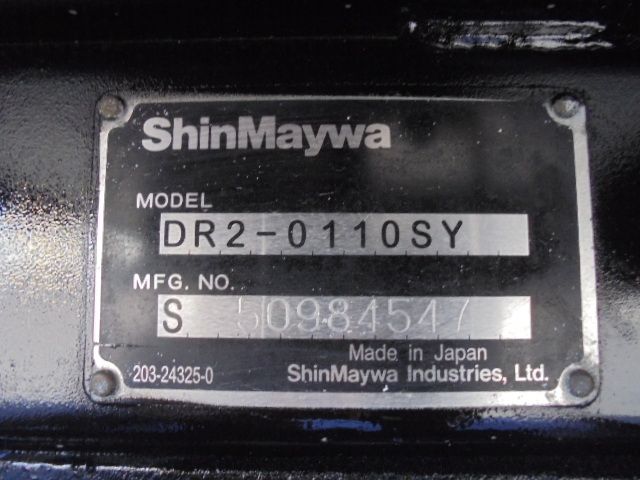 ShinMaywa
MODEL
DR2-0110SY
MFG. NO.
S 50984547
Made in Japan
203-24325-0 ShinMaywa Industries, Ltd.